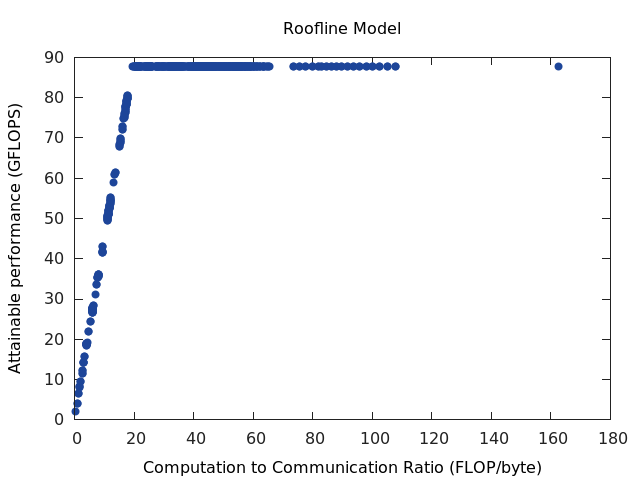 Roofline Model
Attainable performance (GFLOPS)
90
80
70
60
50
40
30
20
10
0
0 20 40 60 80 100 120 140 160 180
Computation to Communication Ratio (FLOP/byte)